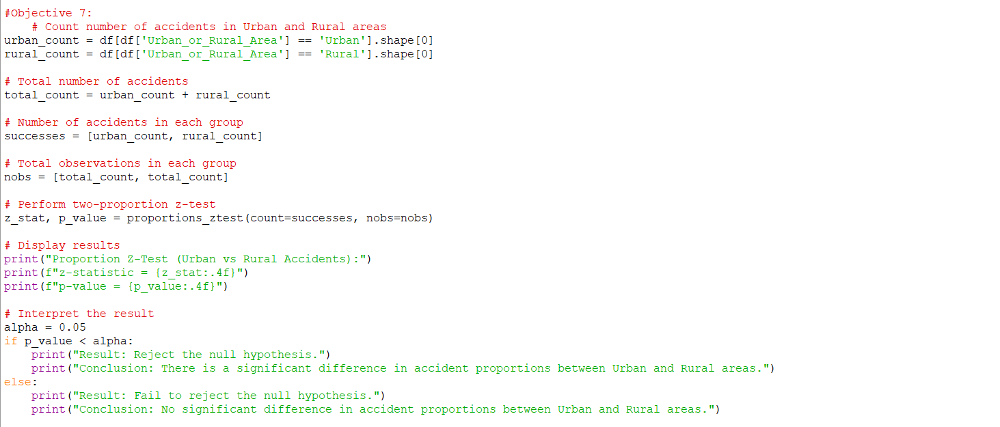 #Objective 7:
    # Count number of accidents in Urban and Rural areas
urban_count = df[df['Urban_or_Rural_Area'] == 'Urban'].shape[0]
rural_count = df[df['Urban_or_Rural_Area'] == 'Rural'].shape[0]

# Total number of accidents
total_count = urban_count + rural_count

# Number of accidents in each group
successes = [urban_count, rural_count]

# Total observations in each group
nobs = [total_count, total_count]

# Perform two-proportion z-test
z_stat, p_value = proportions_ztest(count=successes, nobs=nobs)

# Display results
print("Proportion Z-Test (Urban vs Rural Accidents):")
print(f"z-statistic = {z_stat:.4f}")
print(f"p-value = {p_value:.4f}")

# Interpret the result
alpha = 0.05
if p_value < alpha:
    print("Result: Reject the null hypothesis.")
    print("Conclusion: There is a significant difference in accident proportions between Urban and Rural areas.")
else:
    print("Result: Fail to reject the null hypothesis.")
    print("Conclusion: No significant difference in accident proportions between Urban and Rural areas.")